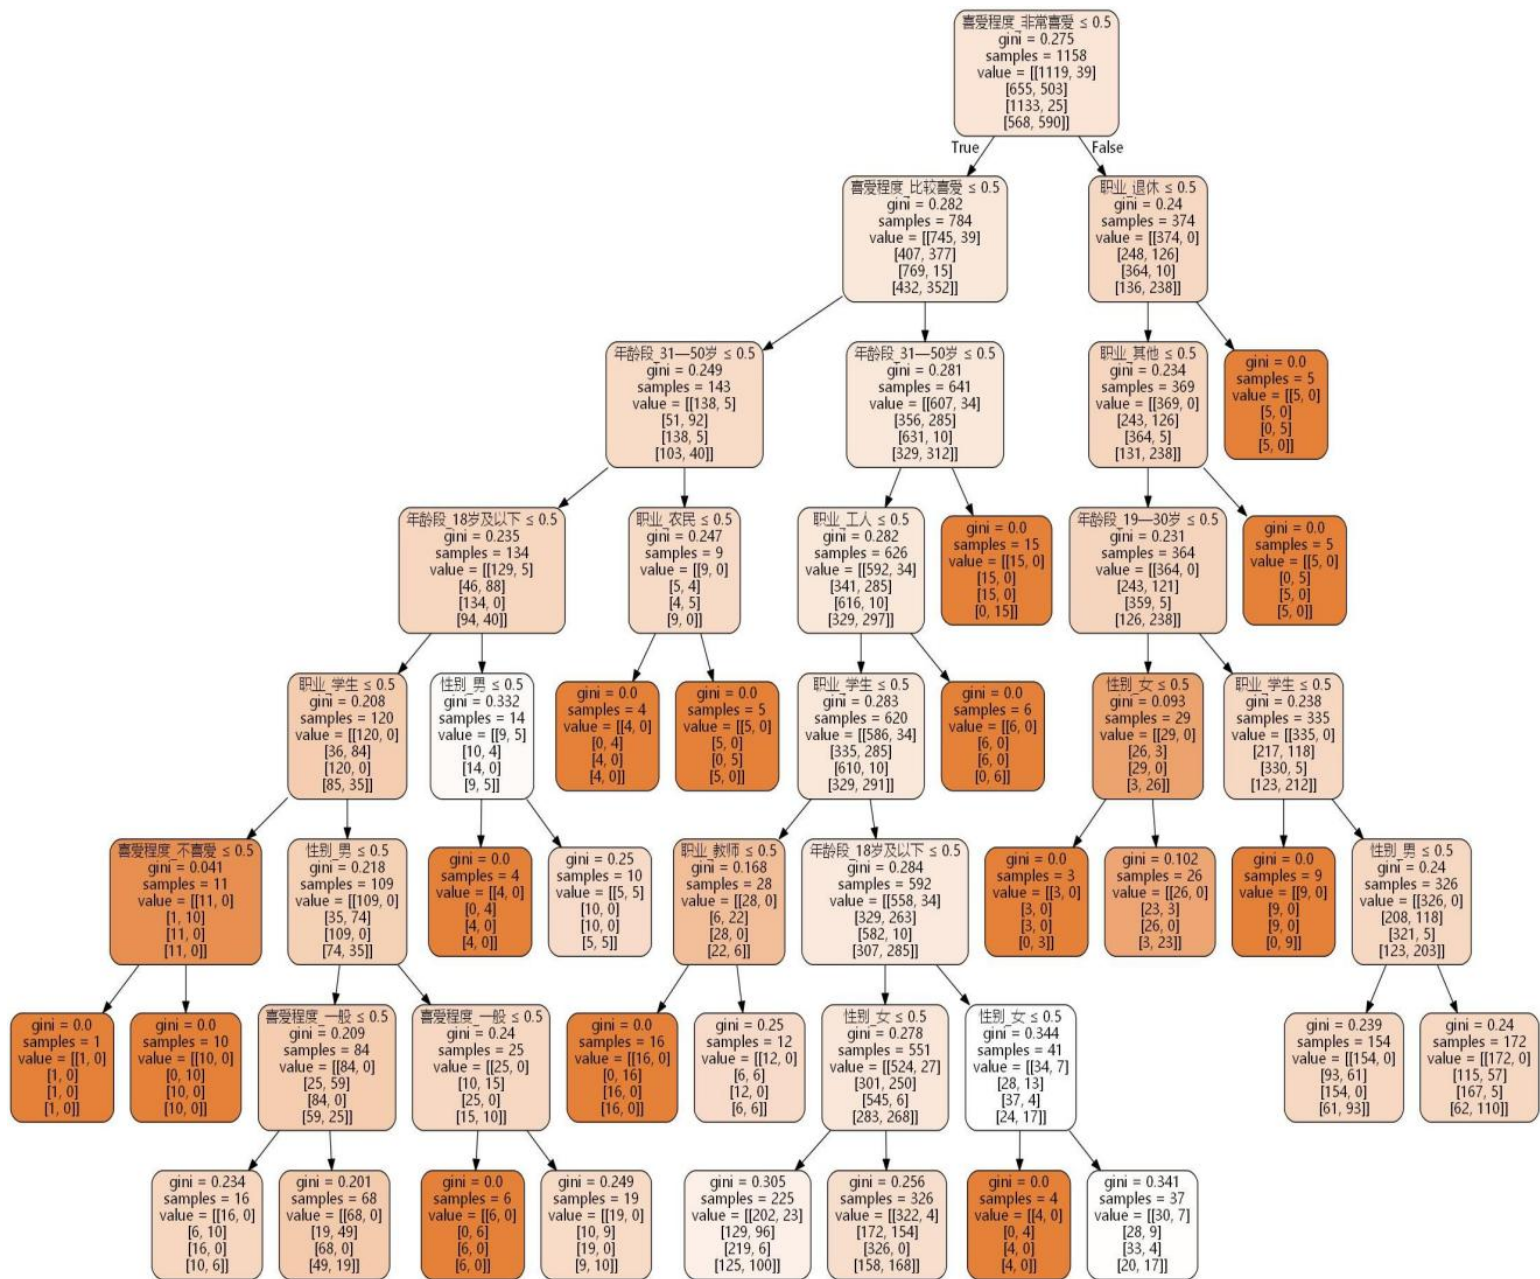 喜爱程度_非常喜爱 ≤ 0.5
gini = 0.275
samples = 1158
value = [[1119, 39]
[655, 503]
[1133, 25]
[568, 590]]
True
False
喜爱程度_比较喜爱 ≤ 0.5
gini = 0.282
samples = 784
value = [[745, 39]
[407, 377]
[769, 15]
[432, 352]]
职业_退休 ≤ 0.5
gini = 0.24
samples = 374
value = [[374, 0]
[248, 126]
[364, 10]
[136, 238]]
年龄段_31—50岁 ≤ 0.5
gini = 0.249
samples = 143
value = [[138, 5]
[51, 92]
[138, 5]
[103, 40]]
年龄段_31—50岁 ≤ 0.5
gini = 0.281
samples = 641
value = [[607, 34]
[356, 285]
[631, 10]
[329, 312]]
职业_其他 ≤ 0.5
gini = 0.234
samples = 369
value = [[369, 0]
[243, 126]
[364, 5]
[131, 238]]
gini = 0.0
samples = 5
value = [[5, 0]
[5, 0]
[0, 5]
[5, 0]]
年龄段_18岁及以下 ≤ 0.5
gini = 0.235
samples = 134
value = [[129, 5]
[46, 88]
[134, 0]
[94, 40]]
职业_农民 ≤ 0.5
gini = 0.247
samples = 9
value = [[9, 0]
[5, 4]
[4, 5]
[9, 0]]
职业_工人 ≤ 0.5
gini = 0.282
samples = 626
value = [[592, 34]
[341, 285]
[616, 10]
[329, 297]]
gini = 0.0
samples = 15
value = [[15, 0]
[15, 0]
[15, 0]
[0, 15]]
年龄段_19—30岁 ≤ 0.5
gini = 0.231
samples = 364
value = [[364, 0]
[243, 121]
[359, 5]
[126, 238]]
gini = 0.0
samples = 5
value = [[5, 0]
[0, 5]
[5, 0]
[5, 0]]
职业_学生 ≤ 0.5
gini = 0.208
samples = 120
value = [[120, 0]
[36, 84]
[120, 0]
[85, 35]]
性别_男 ≤ 0.5
gini = 0.332
samples = 14
value = [[9, 5]
[10, 4]
[14, 0]
[9, 5]]
gini = 0.0
samples = 4
value = [[4, 0]
[0, 4]
[4, 0]
[4, 0]]
gini = 0.0
samples = 5
value = [[5, 0]
[5, 0]
[0, 5]
[5, 0]]
职业_学生 ≤ 0.5
gini = 0.283
samples = 620
value = [[586, 34]
[335, 285]
[610, 10]
[329, 291]]
gini = 0.0
samples = 6
value = [[6, 0]
[6, 0]
[6, 0]
[0, 6]]
性别_女 ≤ 0.5
gini = 0.093
samples = 29
value = [[29, 0]
[26, 3]
[29, 0]
[3, 26]]
职业_学生 ≤ 0.5
gini = 0.238
samples = 335
value = [[335, 0]
[217, 118]
[330, 5]
[123, 212]]
喜爱程度_不喜爱 ≤ 0.5
gini = 0.041
samples = 11
value = [[11, 0]
[1, 10]
[11, 0]
[11, 0]]
性别_男 ≤ 0.5
gini = 0.218
samples = 109
value = [[109, 0]
[35, 74]
[109, 0]
[74, 35]]
gini = 0.0
samples = 4
value = [[4, 0]
[0, 4]
[4, 0]
[4, 0]]
gini = 0.25
samples = 10
value = [[5, 5]
[10, 0]
[10, 0]
[5, 5]]
职业_教师 ≤ 0.5
gini = 0.168
samples = 28
value = [[28, 0]
[6, 22]
[28, 0]
[22, 6]]
年龄段_18岁及以下 ≤ 0.5
gini = 0.284
samples = 592
value = [[558, 34]
[329, 263]
[582, 10]
[307, 285]]
gini = 0.0
samples = 3
value = [[3, 0]
[3, 0]
[3, 0]
[0, 3]]
gini = 0.102
samples = 26
value = [[26, 0]
[23, 3]
[26, 0]
[3, 23]]
gini = 0.0
samples = 9
value = [[9, 0]
[9, 0]
[9, 0]
[0, 9]]
性别_男 ≤ 0.5
gini = 0.24
samples = 326
value = [[326, 0]
[208, 118]
[321, 5]
[123, 203]]
gini = 0.0
samples = 1
value = [[1, 0]
[1, 0]
[1, 0]
[1, 0]]
gini = 0.0
samples = 10
value = [[10, 0]
[0, 10]
[10, 0]
[10, 0]]
喜爱程度_一般 ≤ 0.5
gini = 0.209
samples = 84
value = [[84, 0]
[25, 59]
[84, 0]
[59, 25]]
喜爱程度_一般 ≤ 0.5
gini = 0.24
samples = 25
value = [[25, 0]
[10, 15]
[25, 0]
[15, 10]]
gini = 0.0
samples = 16
value = [[16, 0]
[0, 16]
[16, 0]
[16, 0]]
gini = 0.25
samples = 12
value = [[12, 0]
[6, 6]
[12, 0]
[6, 6]]
性别_女 ≤ 0.5
gini = 0.278
samples = 551
value = [[524, 27]
[301, 250]
[545, 6]
[283, 268]]
性别_女 ≤ 0.5
gini = 0.344
samples = 41
value = [[34, 7]
[28, 13]
[37, 4]
[24, 17]]
gini = 0.239
samples = 154
value = [[154, 0]
[93, 61]
[154, 0]
[61, 93]]
gini = 0.24
samples = 172
value = [[172, 0]
[115, 57]
[167, 5]
[62, 110]]
gini = 0.234
samples = 16
value = [[16, 0]
[6, 10]
[16, 0]
[10, 6]]
gini = 0.201
samples = 68
value = [[68, 0]
[19, 49]
[68, 0]
[49, 19]]
gini = 0.0
samples = 6
value = [[6, 0]
[0, 6]
[6, 0]
[6, 0]]
gini = 0.249
samples = 19
value = [[19, 0]
[10, 9]
[19, 0]
[9, 10]]
gini = 0.305
samples = 225
value = [[202, 23]
[129, 96]
[219, 6]
[125, 100]]
gini = 0.256
samples = 326
value = [[322, 4]
[172, 154]
[326, 0]
[158, 168]]
gini = 0.0
samples = 4
value = [[4, 0]
[0, 4]
[4, 0]
[4, 0]]
gini = 0.341
samples = 37
value = [[30, 7]
[28, 9]
[33, 4]
[20, 17]]